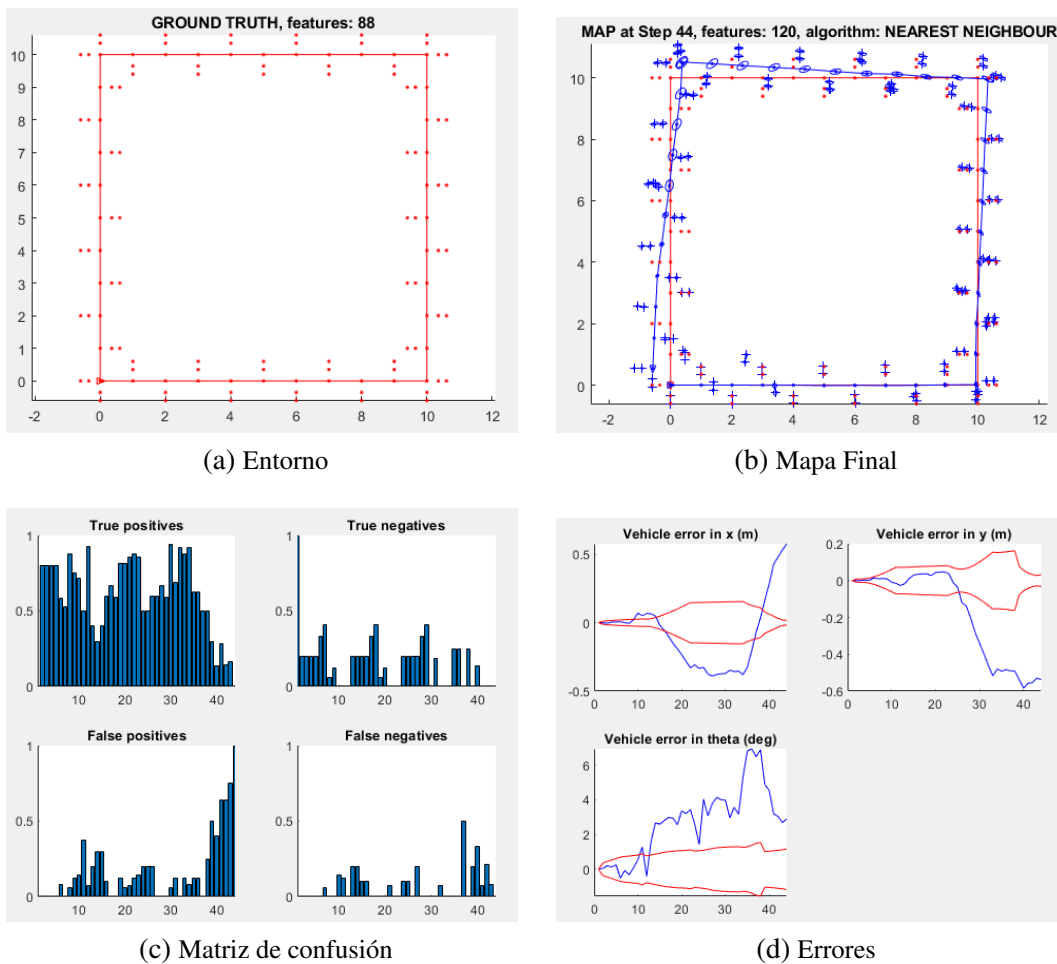 GROUND TRUTH, features: 88
10
9
8
7
6
5
4
3
2
1
0
-2 0 2 4 6 8 10 12
(a) Entorno
MAP at Step 44, features: 120, algorithm: NEAREST NEIGHBOUR
10
8
6
4
2
0
-2 0 2 4 6 8 10 12
(b) Mapa Final
True positives
1
0.5
0
10 20 30 40
True negatives
1
0.5
0
10 20 30 40
False positives
1
0.5
0
10 20 30 40
False negatives
1
0.5
0
10 20 30 40
(c) Matriz de confusión
Vehicle error in x (m)
0.5
0
-0.5
0 10 20 30 40
Vehicle error in y (m)
0.2
0
-0.2
-0.4
-0.6
0 10 20 30 40
Vehicle error in theta (deg)
6
4
2
0
0 10 20 30 40
(d) Errores